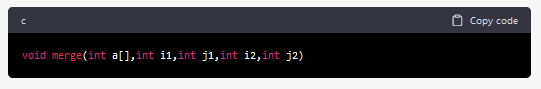 c
Copy code
void merge(int a[],int i1,int j1,int i2,int j2)